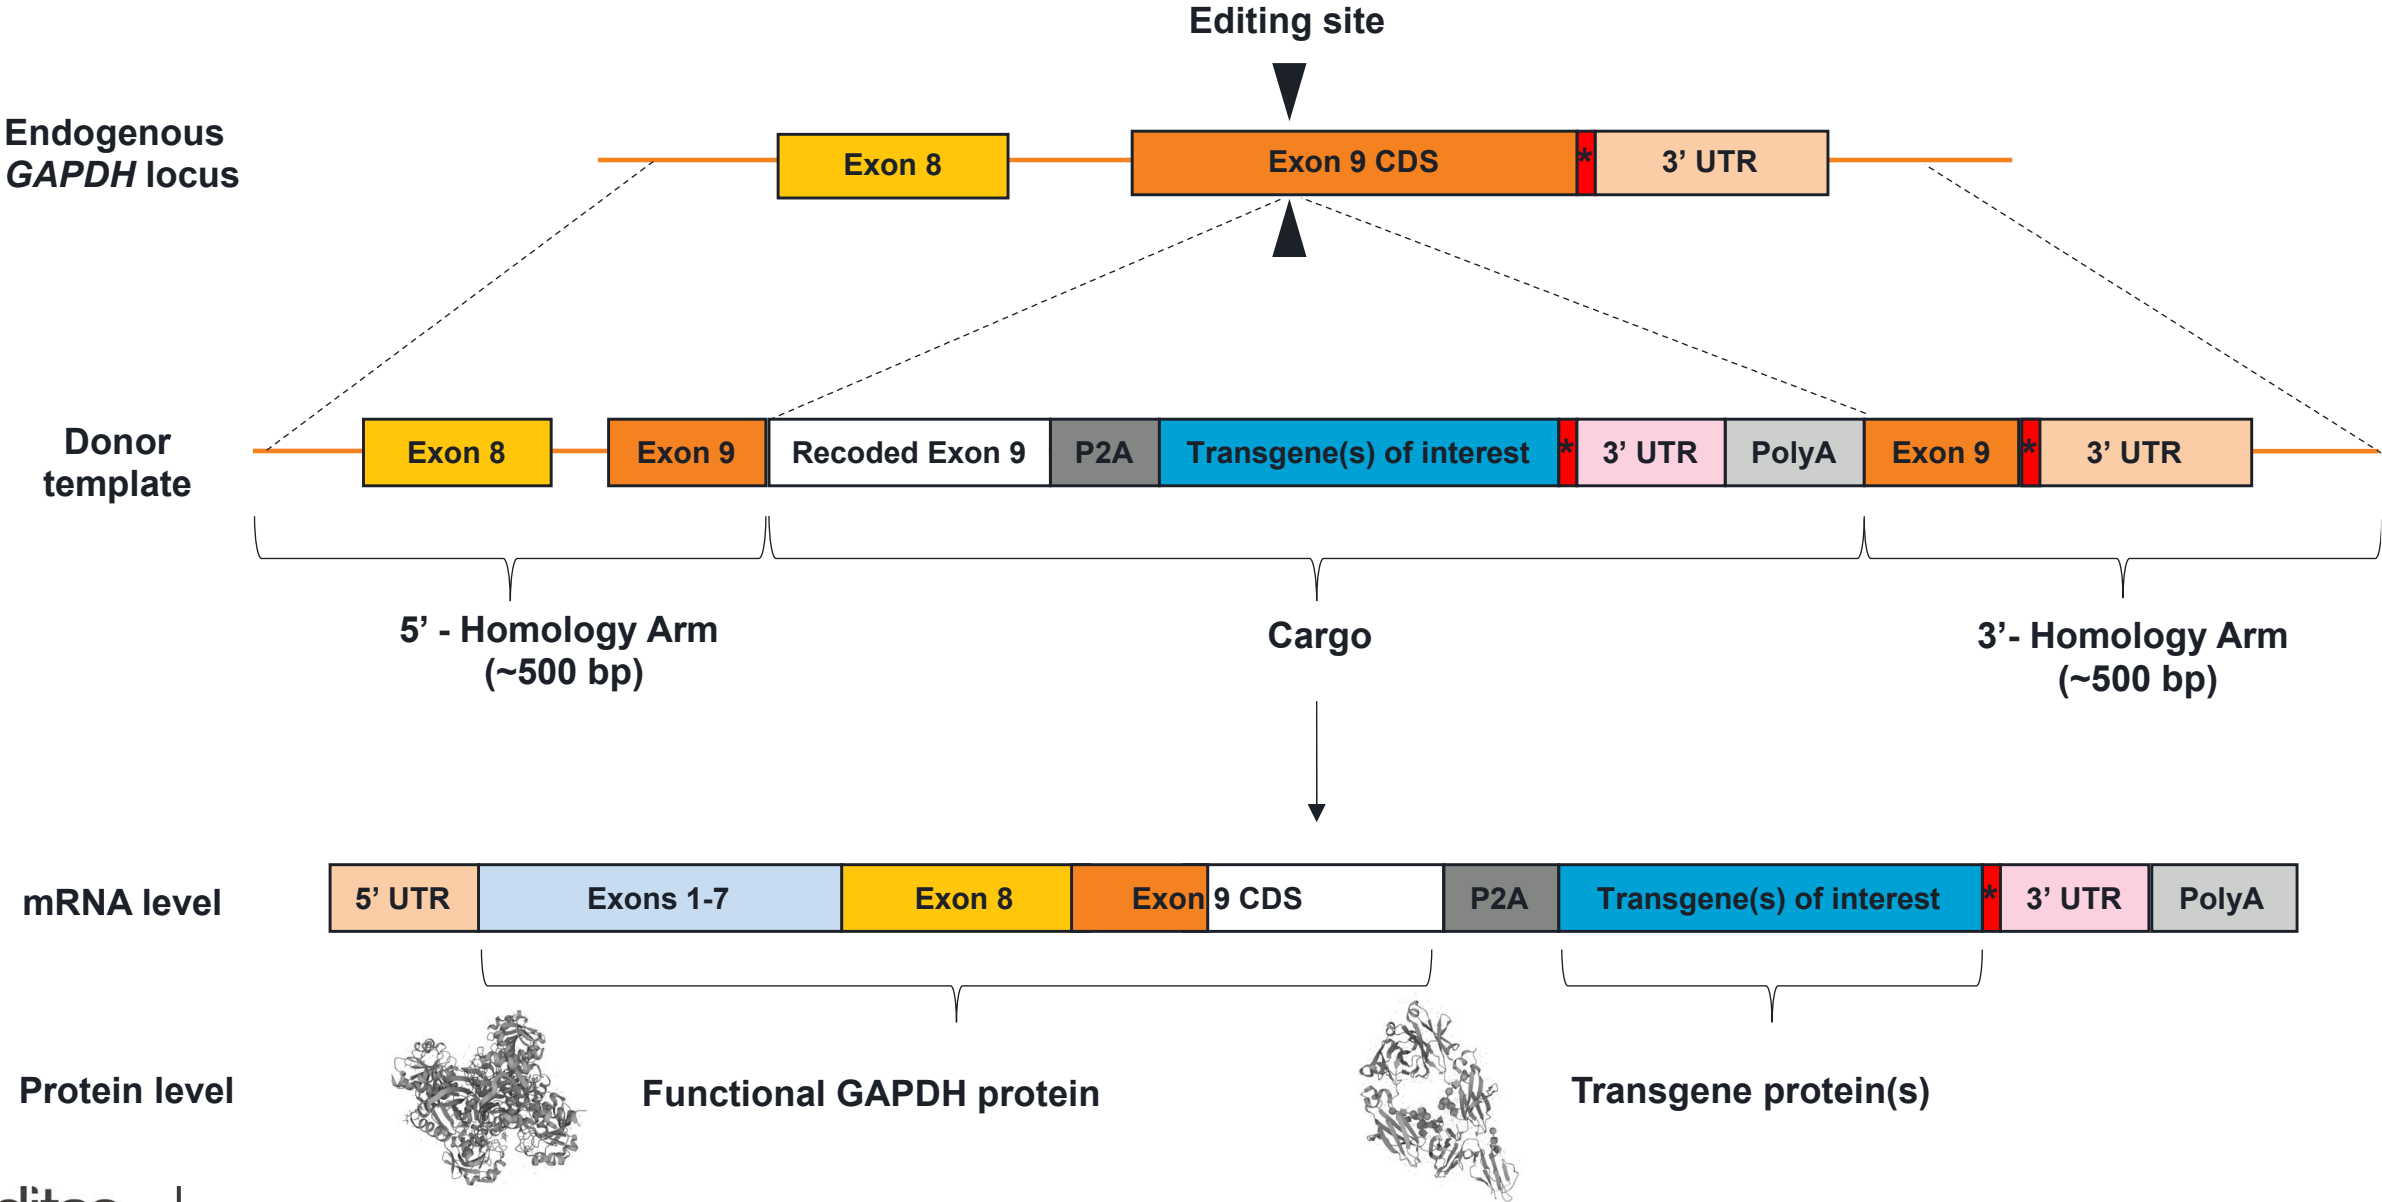 Editing site
Endogenous
GAPDH locus
Exon 8
Exon 9 CDS
*
3’ UTR
Donor
template
Exon 8
Exon 9
Recoded Exon 9
P2A
Transgene(s) of interest
*
3’ UTR
PolyA
Exon 9
*
3’ UTR
5’ - Homology Arm
(~500 bp)
Cargo
3’- Homology Arm
(~500 bp)
mRNA level
5’ UTR
Exons 1-7
Exon 8
Exon 9 CDS
P2A
Transgene(s) of interest
*
3’ UTR
PolyA
Protein level
Functional GAPDH protein
Transgene protein(s)